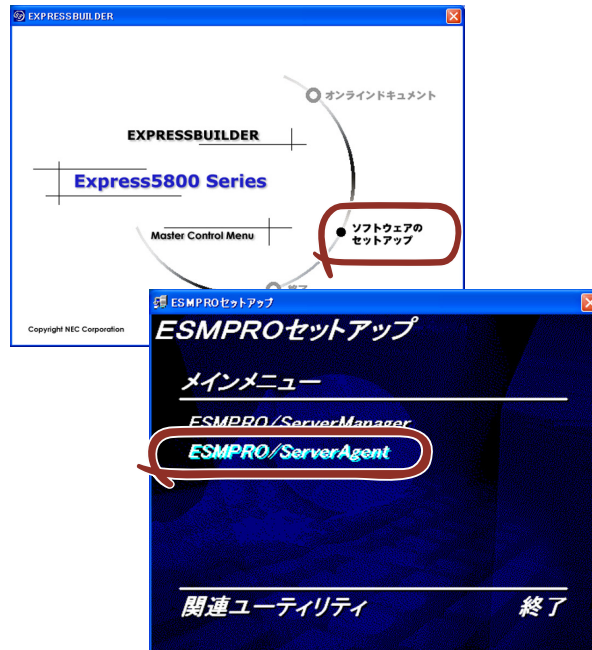 EXPRESSBUILDER
オンラインドキュメント
EXPRESSBUILDER
Express5800 Series
ソフトウェアの
セットアップ
Master Control Menu
終了
Copyright NEC Corporation
ESMPROセットアップ
ESMPROセットアップ
メインメニュー
ESMPRO/ServerManager
ESMPRO/ServerAgent
関連ユーティリティ
終了